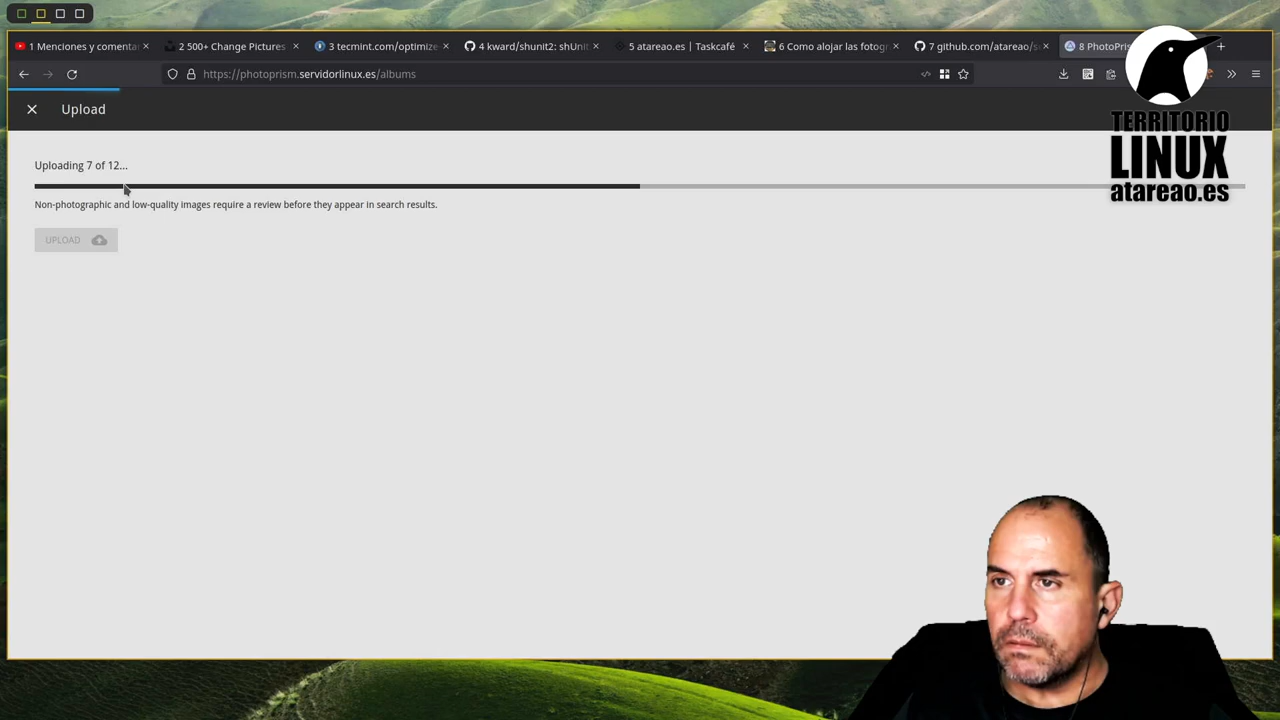 1 Menciones y comenta
2 500+ Change Pictures
3 tecmint.com/optimize
4 kward/shunit2: shUnit
5 atareao.es | Taskcafé
6 Como alojar las fotogr
7 github.com/atareao/s
8 PhotoPris
https://photoprism.servidorlinux.es/albums
Upload
TERRITORIO
LINUX
atareao.es
Uploading 7 of 12...
Non-photographic and low-quality images require a review before they appear in search results.
UPLOAD